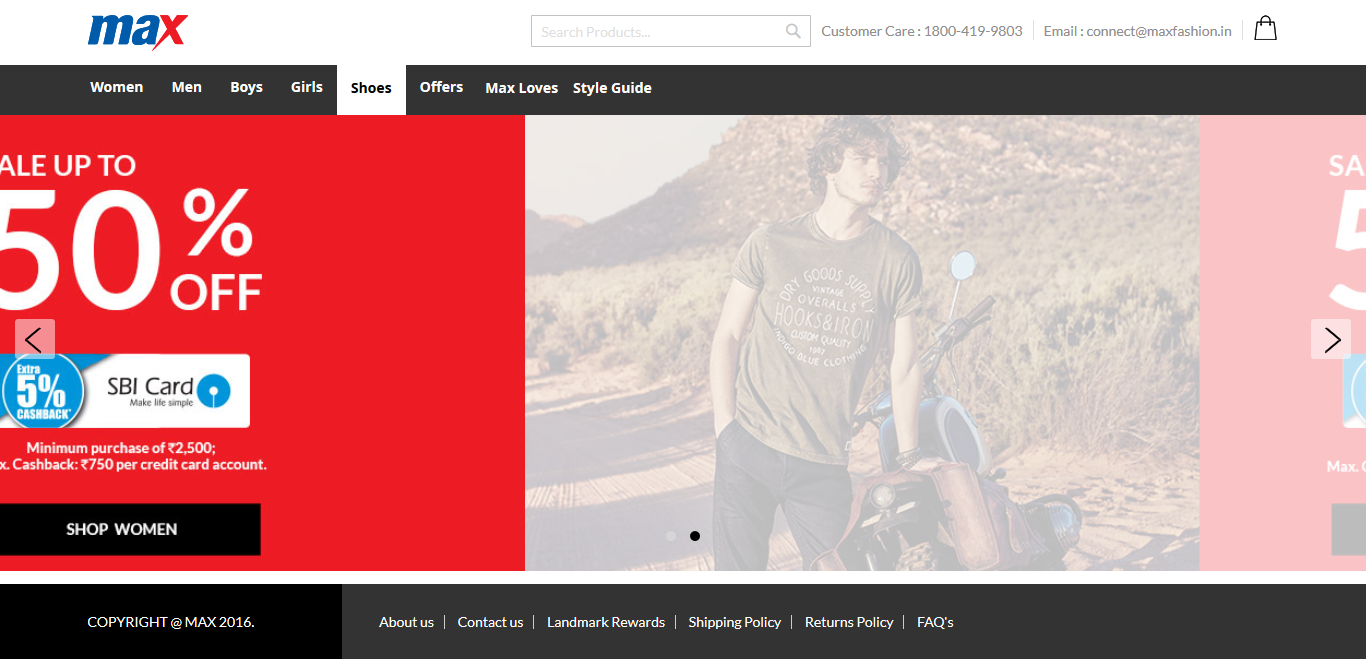 max
Search Products...
Customer Care : 1800-419-9803
Email : connect@maxfashion.in
Women Men Boys Girls Shoes Offers Max Loves Style Guide
ALE UP TO
50%
OFF
Extra
5%
CASHBACK*
SBI Card
Make life simple
Minimum purchase of ₹2,500;
x. Cashback: ₹750 per credit card account.
SHOP WOMEN
DRY GOODS SUPPLY
VINTAGE
OVERALLS
HOOKS&IRON
CUSTOM QUALITY
1987
INDIGO BLUE CLOTHING
SA
5
Max.
COPYRIGHT @ MAX 2016.
About us | Contact us | Landmark Rewards | Shipping Policy | Returns Policy | FAQ's